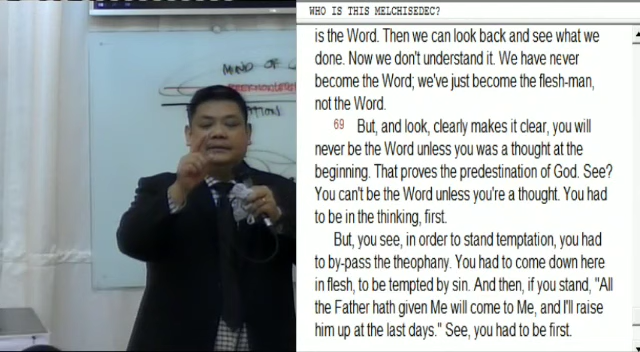 WHO IS THIS MELCHISEDEC?
is the Word. Then we can look back and see what we
done. Now we don't understand it. We have never
become the Word; we've just become the flesh-man,
not the Word.
69 But, and look, clearly makes it clear, you will
never be the Word unless you was a thought at the
beginning. That proves the predestination of God. See?
You can't be the Word unless you're a thought. You had
to be in the thinking, first.
But, you see, in order to stand temptation, you had
to by-pass the theophany. You had to come down here
in flesh, to be tempted by sin. And then, if you stand, "All
the Father hath given Me will come to Me, and I'll raise
him up at the last days." See, you had to be first.
MIND OF